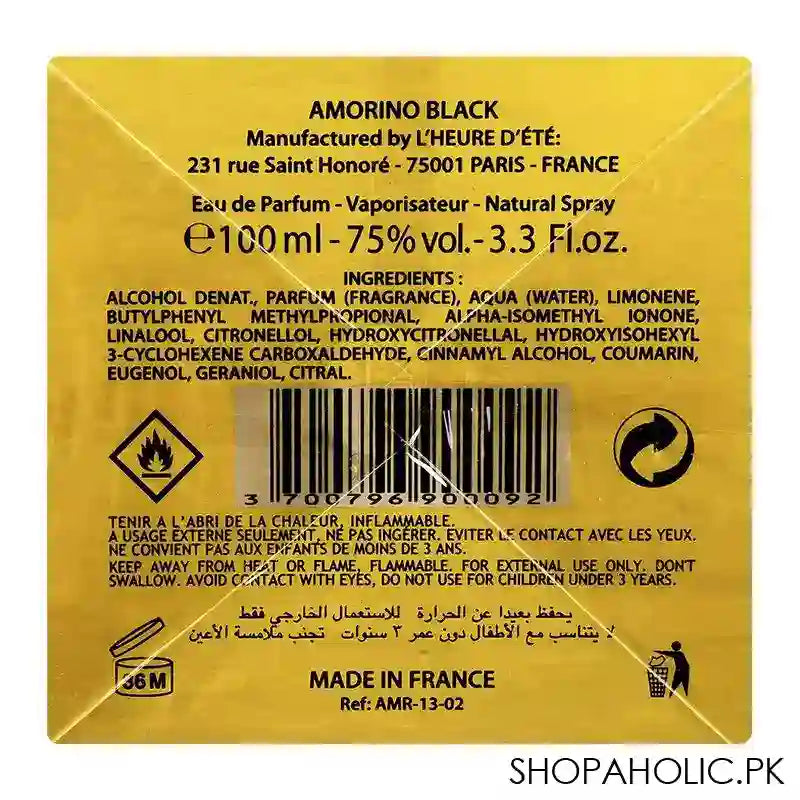 AMORINO BLACK
Manufactured by L'HEURE D'ÉTÉ:
231 rue Saint Honoré - 75001 PARIS - FRANCE
Eau de Parfum - Vaporisateur - Natural Spray
℮100 ml - 75% vol. - 3.3 Fl.oz.
INGREDIENTS :
ALCOHOL DENAT., PARFUM (FRAGRANCE), AQUA (WATER), LIMONENE,
BUTYLPHENYL METHYLPROPIONAL, ALPHA-ISOMETHYL IONONE,
LINALOOL, CITRONELLOL, HYDROXYCITRONELLAL, HYDROXYISOHEXYL
3-CYCLOHEXENE CARBOXALDEHYDE, CINNAMYL ALCOHOL, COUMARIN,
EUGENOL, GERANIOL, CITRAL.
3 700796 900092
TENIR A L'ABRI DE LA CHALEUR, INFLAMMABLE.
A USAGE EXTERNE SEULEMENT, NE PAS INGÉRER. ÉVITER LE CONTACT AVEC LES YEUX.
NE CONVIENT PAS AUX ENFANTS DE MOINS DE 3 ANS.
KEEP AWAY FROM HEAT OR FLAME, FLAMMABLE. FOR EXTERNAL USE ONLY. DON'T
SWALLOW. AVOID CONTACT WITH EYES, DO NOT USE FOR CHILDREN UNDER 3 YEARS.
يحفظ بعيدا عن الحرارة للاستعمال الخارجي فقط
لا يتناسب مع الأطفال دون عمر ٣ سنوات تجنب ملامسة الأعين
36 M
MADE IN FRANCE
Ref: AMR-13-02
SHOPAHOLIC.PK